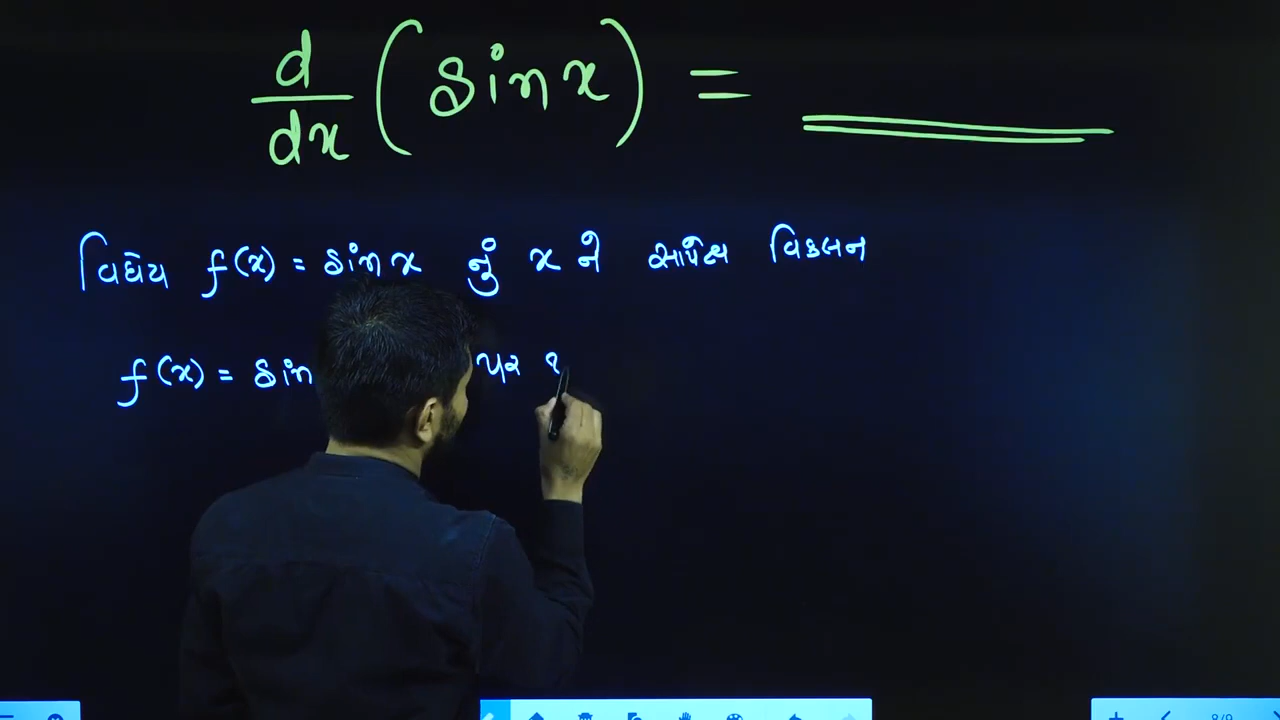 d/dx (sin x) =
વિધેય f(x) = sin x નું x ને સાપેક્ષ વિકલન
f(x) = sin પર